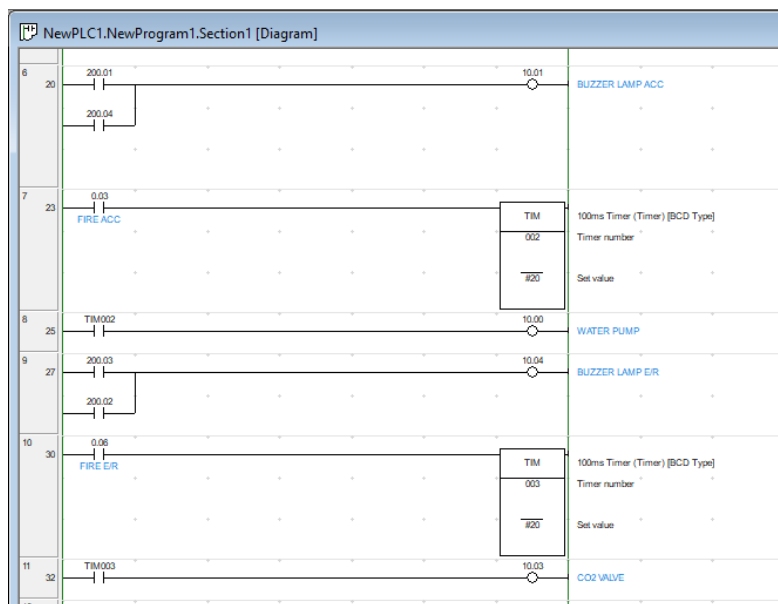 NewPLC1.NewProgram1.Section1 [Diagram]
6
20
200.01
10.01
BUZZER LAMP ACC
200.04
7
23
0.03
FIRE ACC
TIM
100ms Timer (Timer) [BCD Type]
002
Timer number
#20
Set value
8
25
TIM002
10.00
WATER PUMP
9
27
200.03
10.04
BUZZER LAMP E/R
200.02
10
30
0.06
FIRE E/R
TIM
100ms Timer (Timer) [BCD Type]
003
Timer number
#20
Set value
11
32
TIM003
10.03
CO2 VALVE